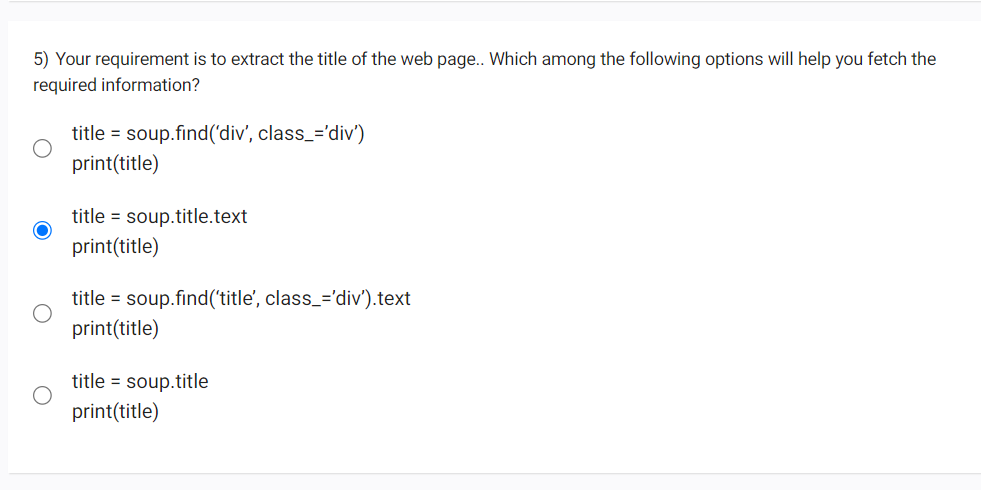 5) Your requirement is to extract the title of the web page.. Which among the following options will help you fetch the
required information?
title = soup.find(‘div’, class_=’div’)
print(title)
title = soup.title.text
print(title)
title = soup.find(‘title’, class_=’div’).text
print(title)
title = soup.title
print(title)